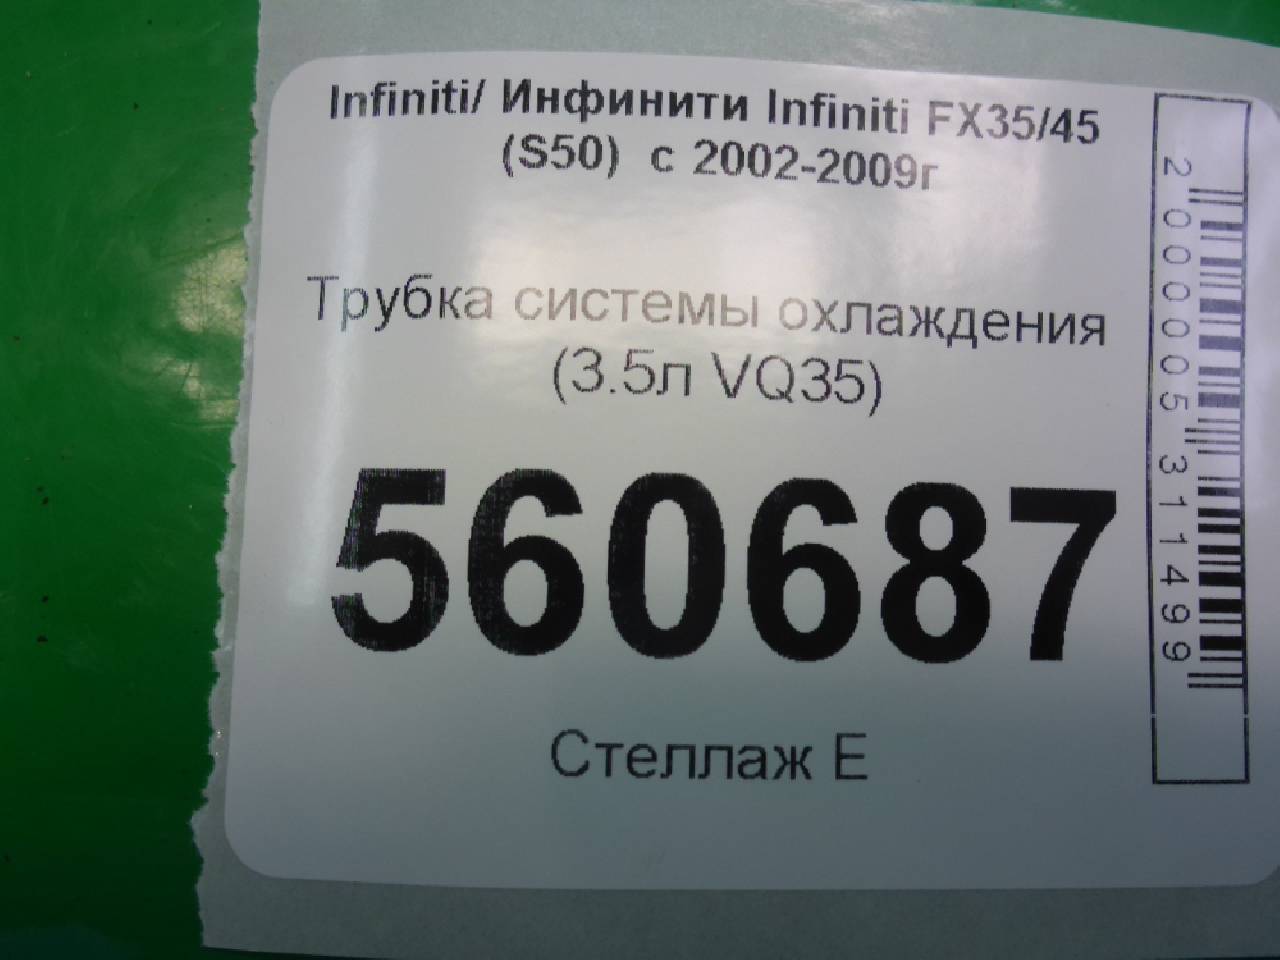 Infiniti/ Инфинити Infiniti FX35/45
(S50) с 2002-2009г
Трубка системы охлаждения
(3.5л VQ35)
560687
Стеллаж Е
2000005311499